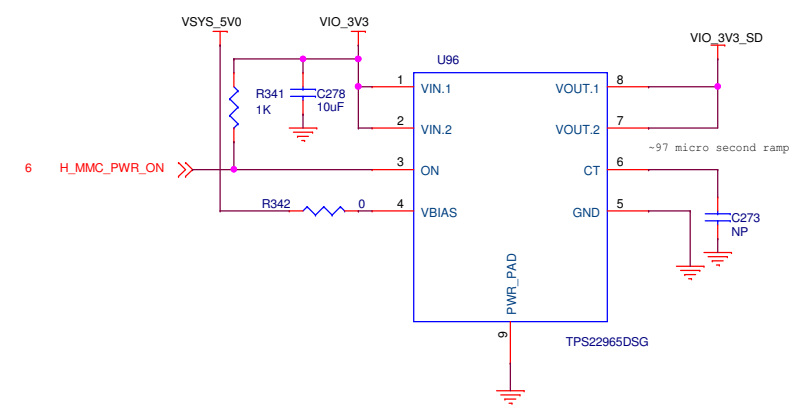 VSYS_5V0
VIO_3V3
VIO_3V3_SD
U96
R341
1K
C278
10uF
1
VIN.1
VOUT.1
8
2
VIN.2
VOUT.2
7
~97 micro second ramp
6
H_MMC_PWR_ON
3
ON
CT
6
R342
0
4
VBIAS
GND
5
C273
NP
PWR_PAD
9
TPS22965DSG